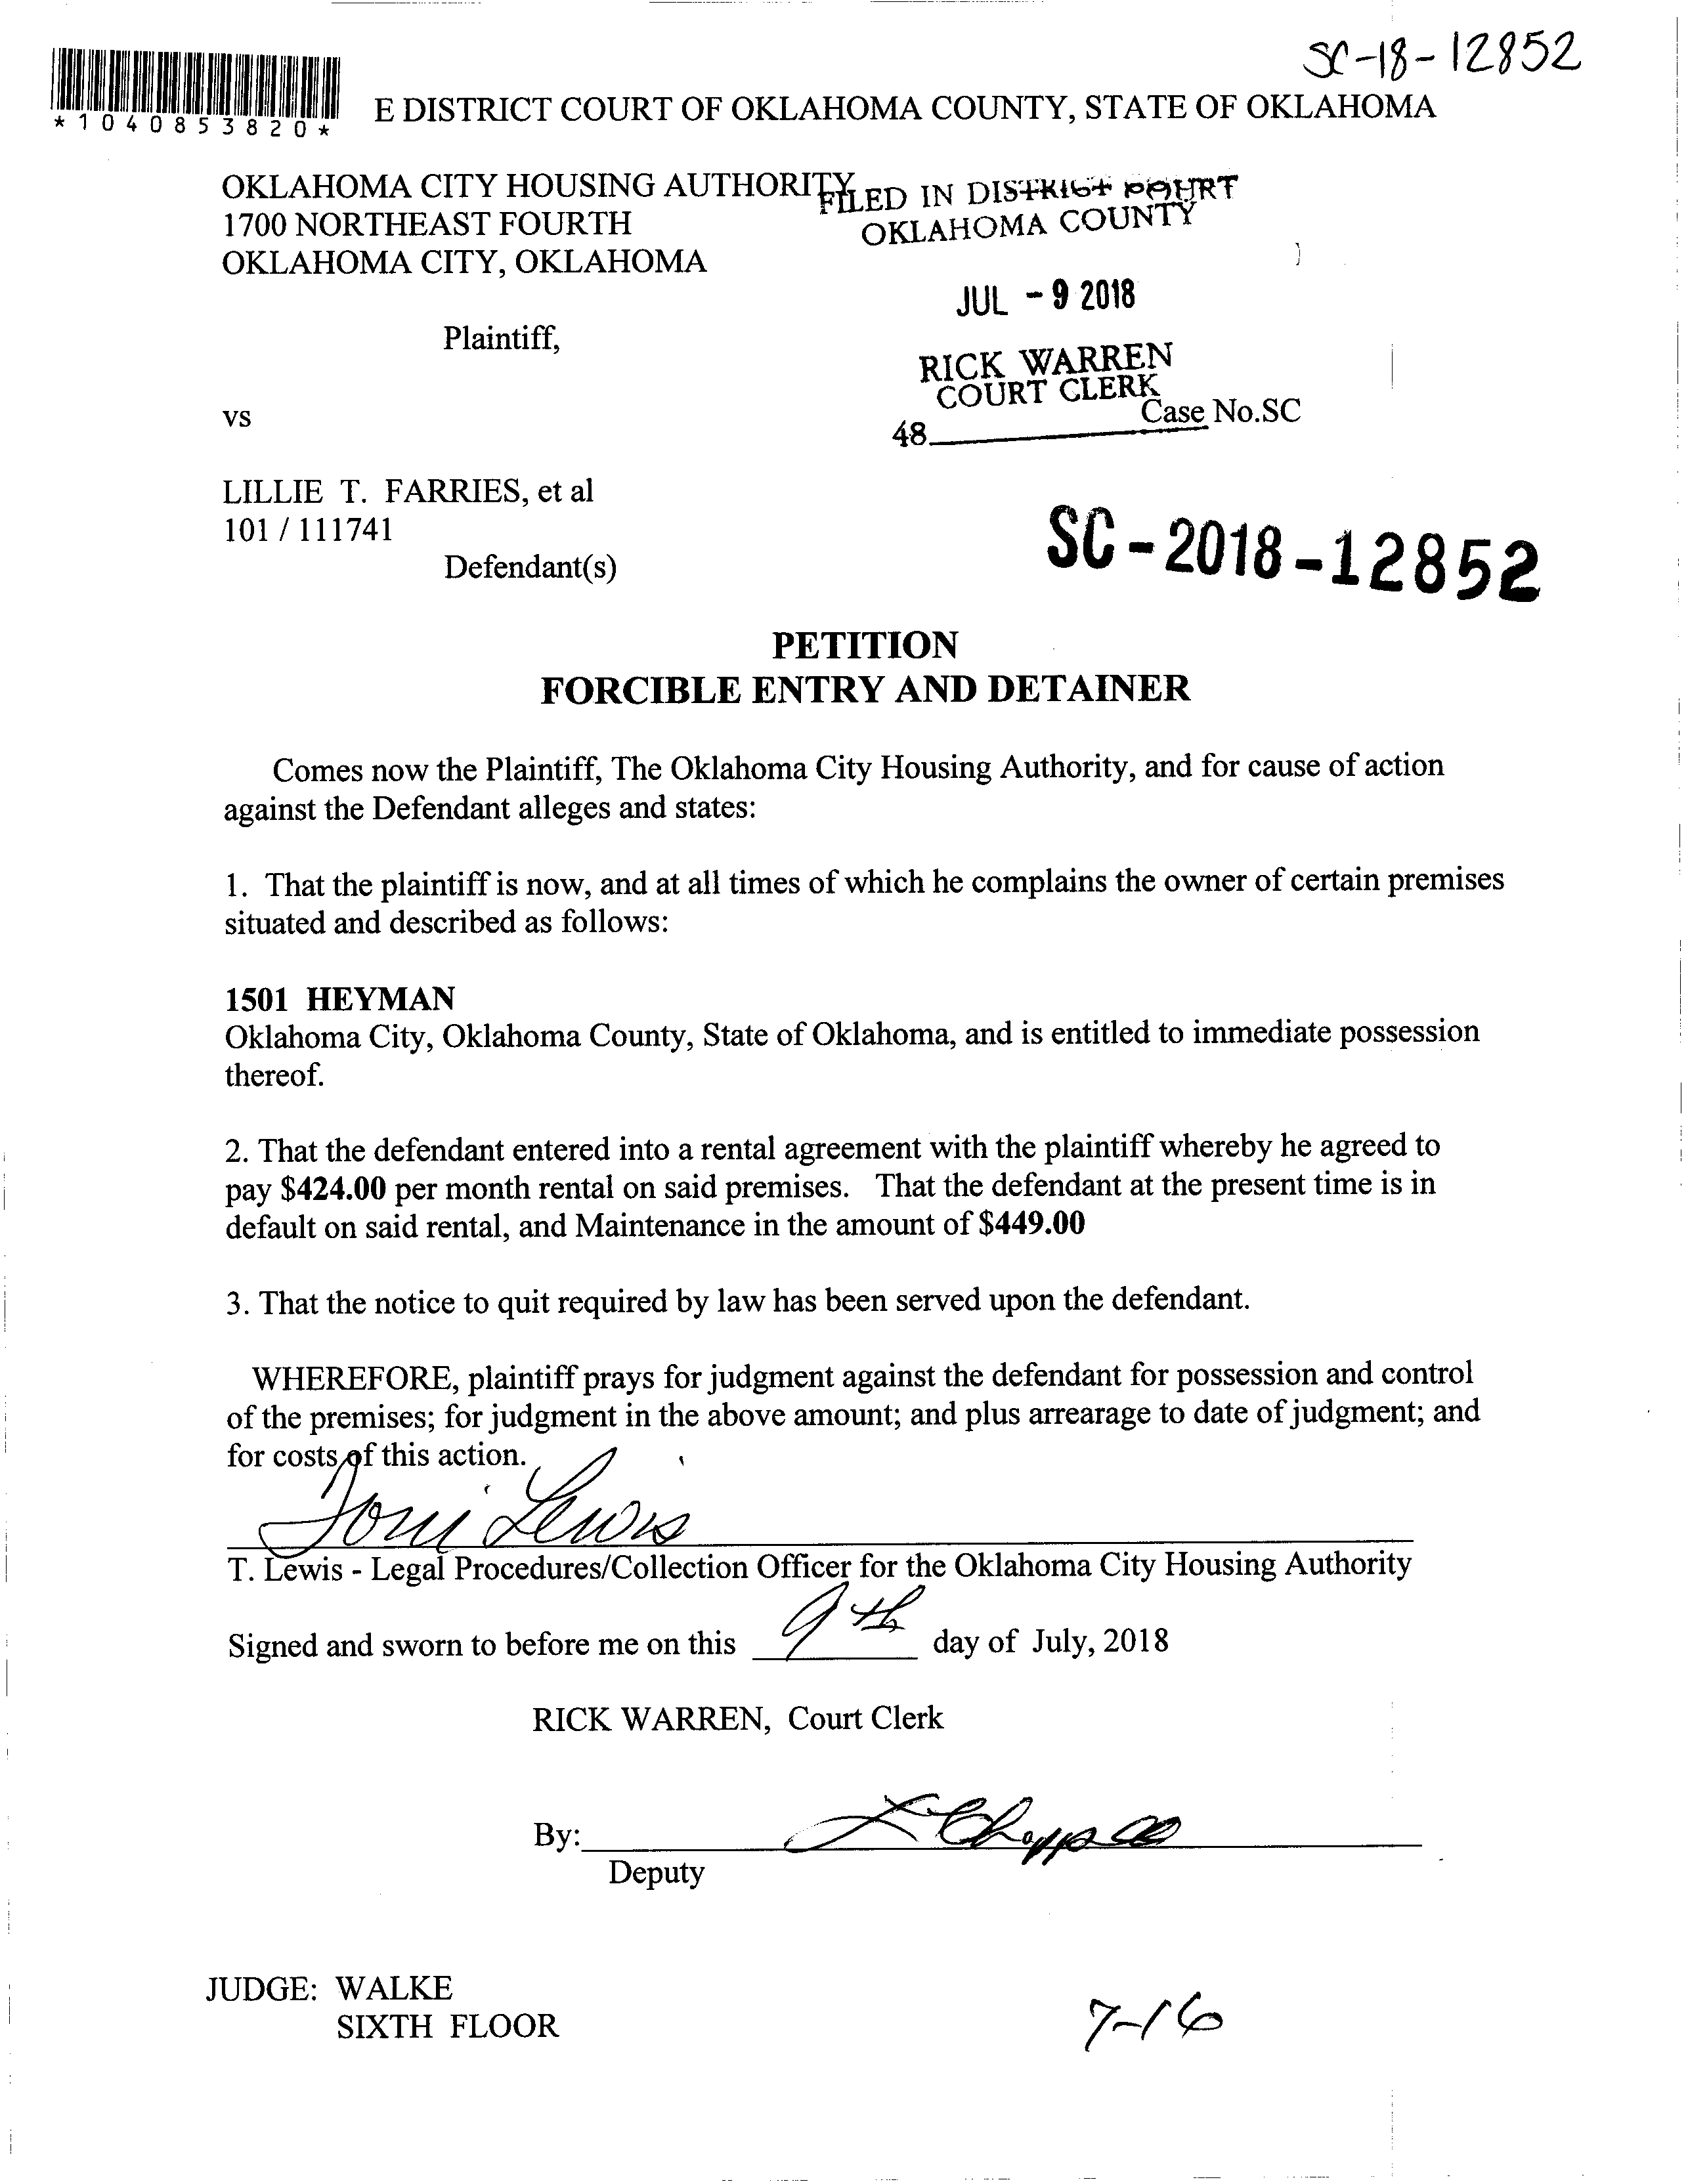 SC-18-12852
*1040853820*
E DISTRICT COURT OF OKLAHOMA COUNTY, STATE OF OKLAHOMA
OKLAHOMA CITY HOUSING AUTHORITY
FILED IN DISTRICT COURT
1700 NORTHEAST FOURTH
OKLAHOMA COUNTY
OKLAHOMA CITY, OKLAHOMA
JUL - 9 2018
Plaintiff,
RICK WARREN
COURT CLERK
vs
Case No.SC
48
LILLIE T. FARRIES, et al
101 / 111741
SC-2018-12852
Defendant(s)
PETITION
FORCIBLE ENTRY AND DETAINER
Comes now the Plaintiff, The Oklahoma City Housing Authority, and for cause of action
against the Defendant alleges and states:
1. That the plaintiff is now, and at all times of which he complains the owner of certain premises
situated and described as follows:
1501 HEYMAN
Oklahoma City, Oklahoma County, State of Oklahoma, and is entitled to immediate possession
thereof.
2. That the defendant entered into a rental agreement with the plaintiff whereby he agreed to
pay $424.00 per month rental on said premises. That the defendant at the present time is in
default on said rental, and Maintenance in the amount of $449.00
3. That the notice to quit required by law has been served upon the defendant.
WHEREFORE, plaintiff prays for judgment against the defendant for possession and control
of the premises; for judgment in the above amount; and plus arrearage to date of judgment; and
for costs of this action.
Toni Lewis
T. Lewis - Legal Procedures/Collection Officer for the Oklahoma City Housing Authority
Signed and sworn to before me on this 9th day of July, 2018
RICK WARREN, Court Clerk
By:
Deputy
JUDGE: WALKE
SIXTH FLOOR
7-16